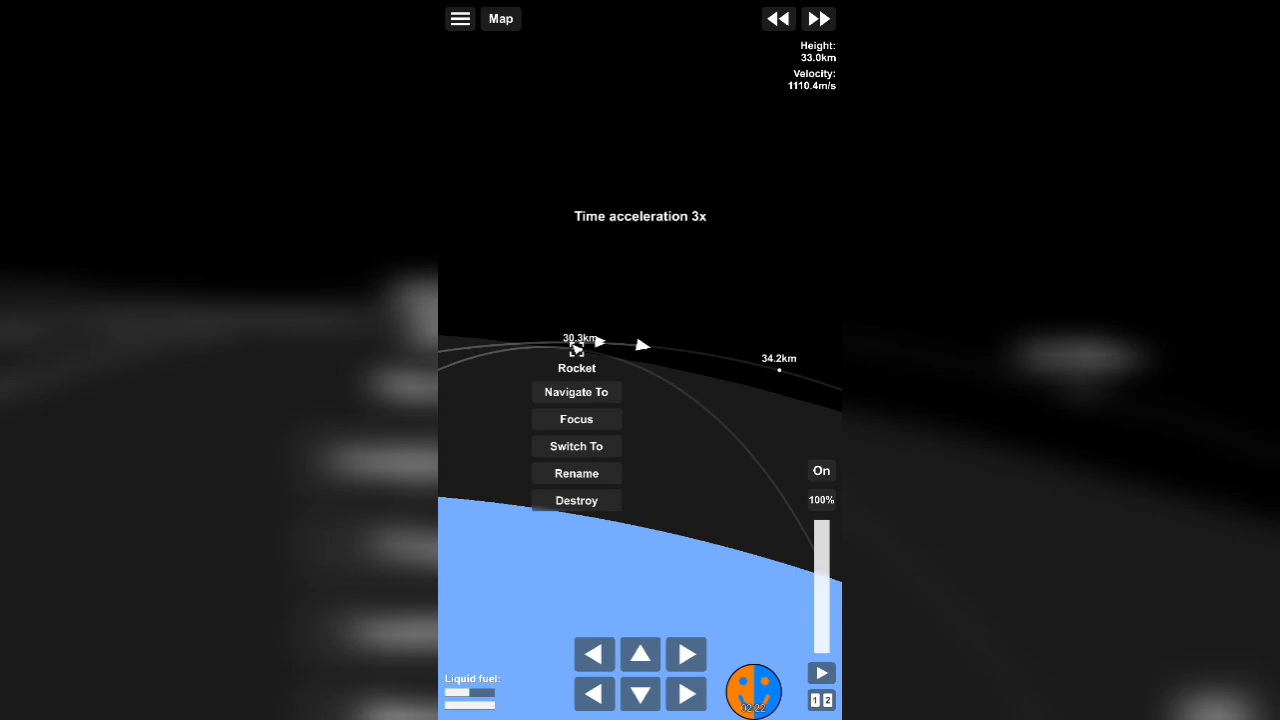 Map
Height:
33.0km
Velocity:
1110.4m/s
Time acceleration 3x
30.3km
34.2km
Rocket
Navigate To
Focus
Switch To
Rename
Destroy
On
100%
Liquid fuel:
02:22
1 2